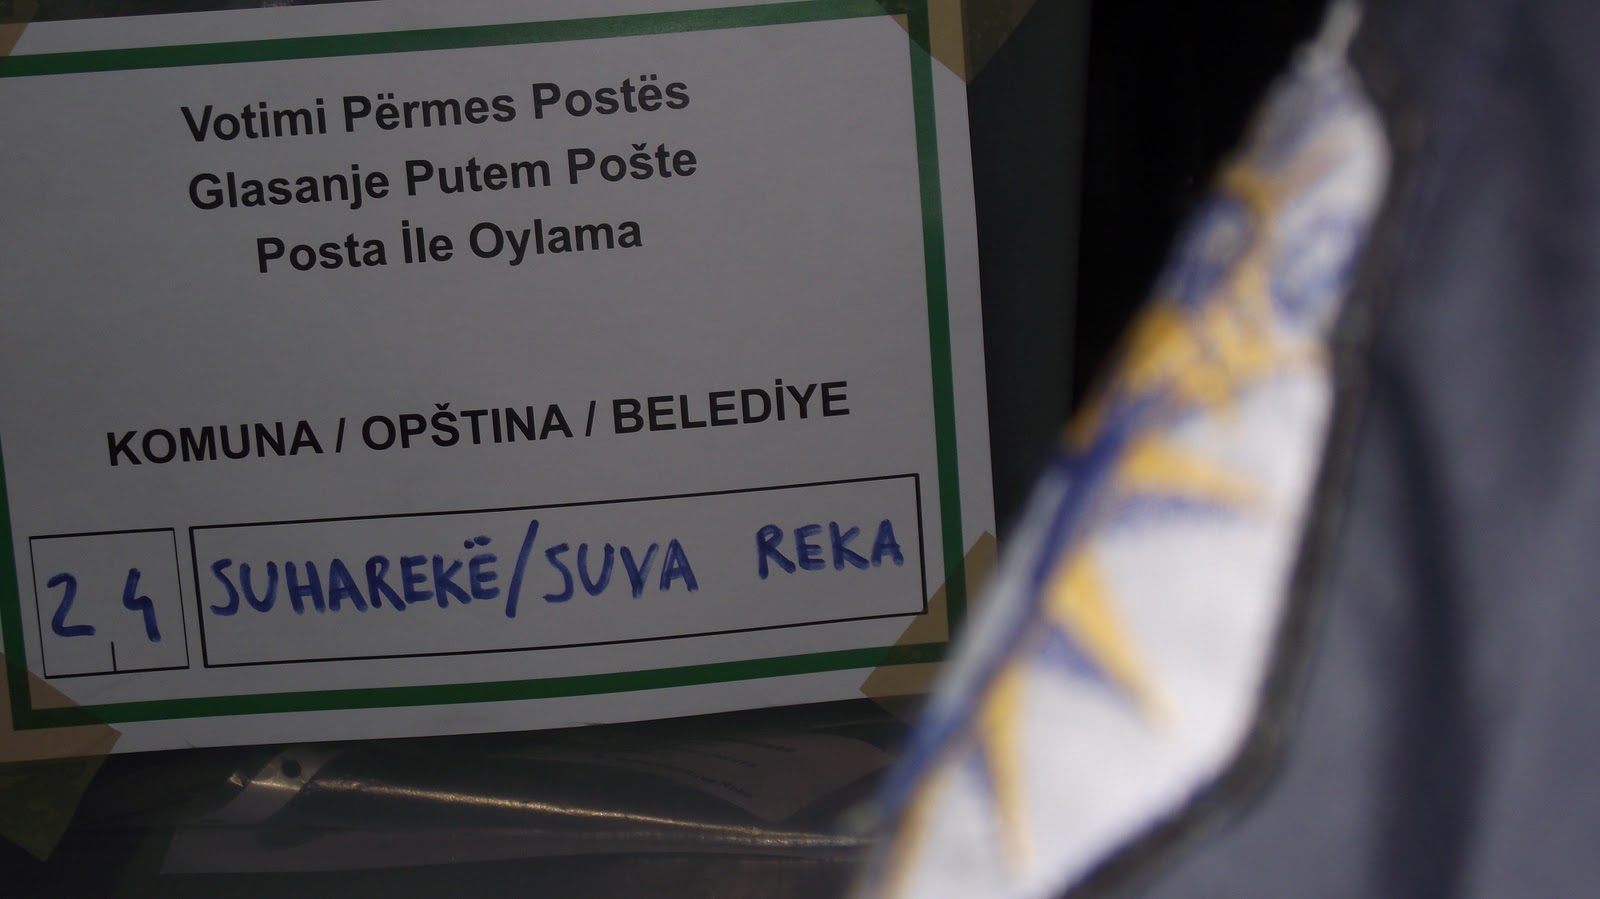 Votimi Përmes Postës
Glasanje Putem Pošte
Posta İle Oylama
KOMUNA / OPŠTINA / BELEDİYE
24 SUHAREKË/SUVA REKA